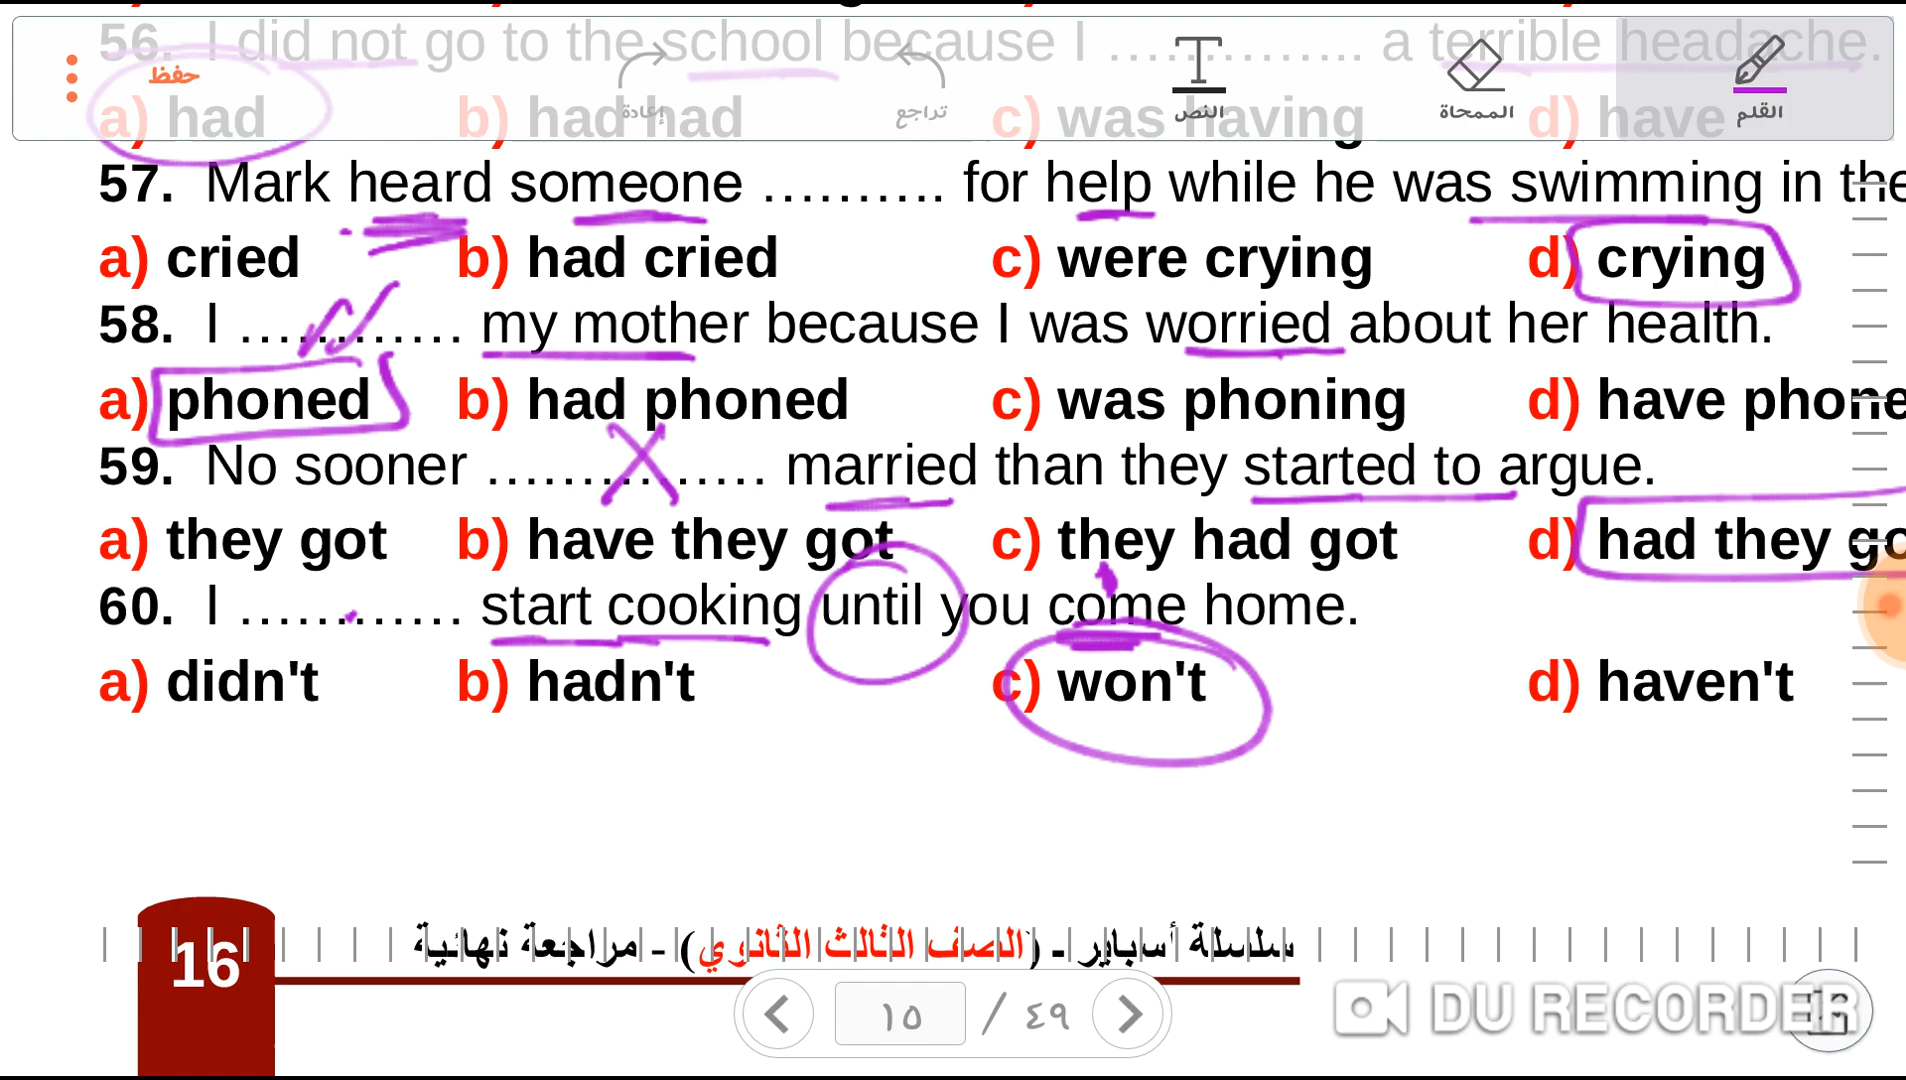 56. I did not go to the school because I .............. a terrible headache.
حفظ إعادة تراجع النص الممحاة القلم
a) had b) had had c) was having d) have
57. Mark heard someone .......... for help while he was swimming in the
a) cried b) had cried c) were crying d) crying
58. I ............ my mother because I was worried about her health.
a) phoned b) had phoned c) was phoning d) have phone
59. No sooner ............... married than they started to argue.
a) they got b) have they got c) they had got d) had they go
60. I ............ start cooking until you come home.
a) didn't b) hadn't c) won't d) haven't
سلسلة أسباير - (الصف الثالث الثانوي) - مراجعة نهائية
16
١٥ / ٤٩
DU RECORDER